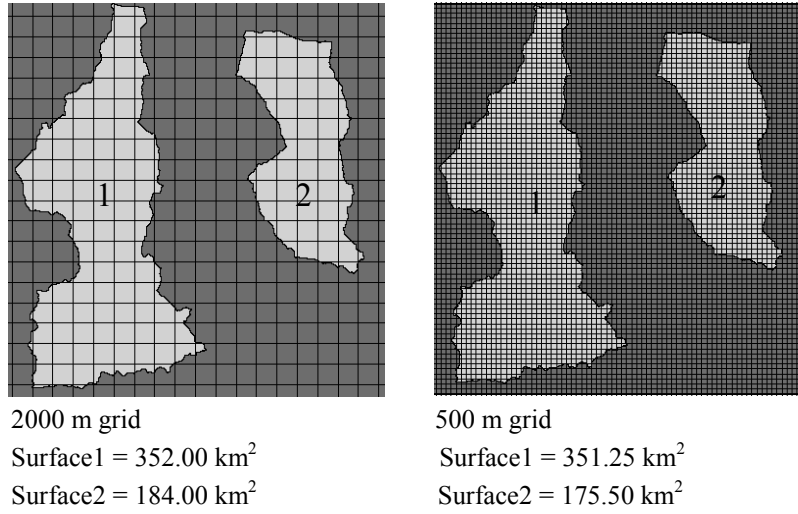 1
2
1
2
2000 m grid
Surface1 = 352.00 km²
Surface2 = 184.00 km²
500 m grid
Surface1 = 351.25 km²
Surface2 = 175.50 km²